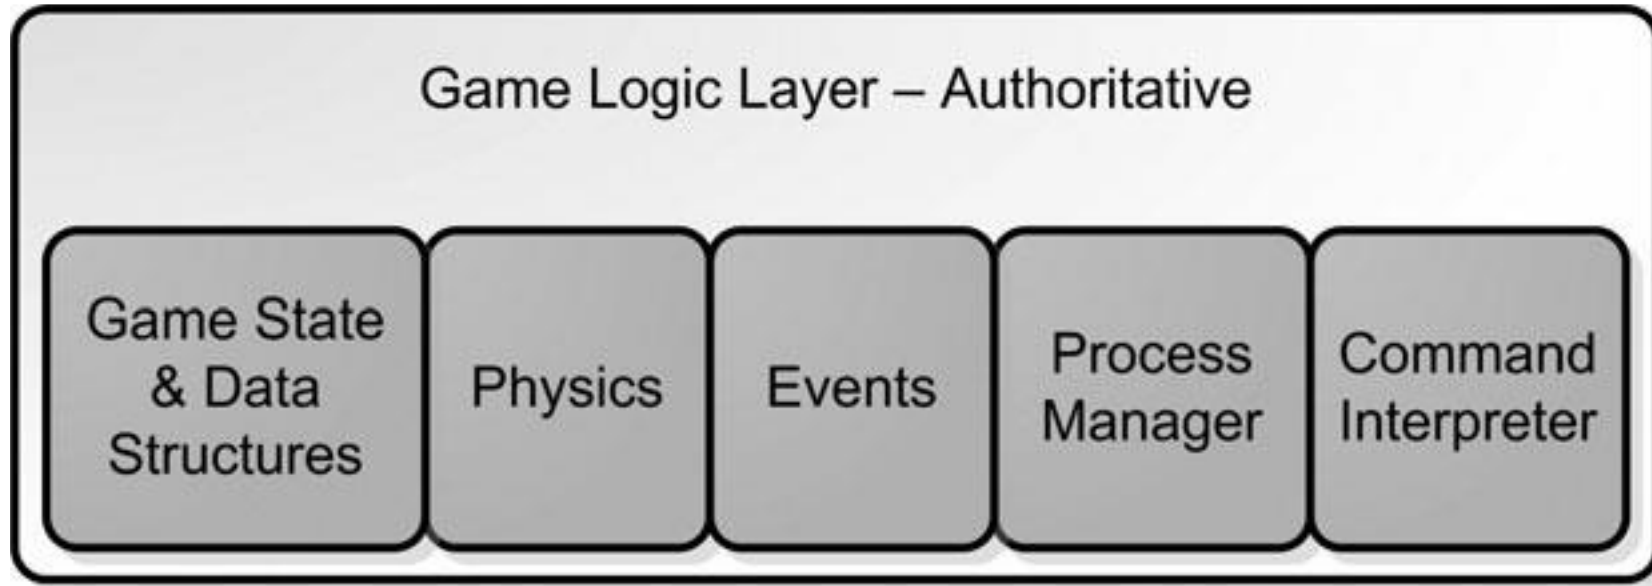 Game Logic Layer – Authoritative
Game State
& Data
Structures
Physics
Events
Process
Manager
Command
Interpreter